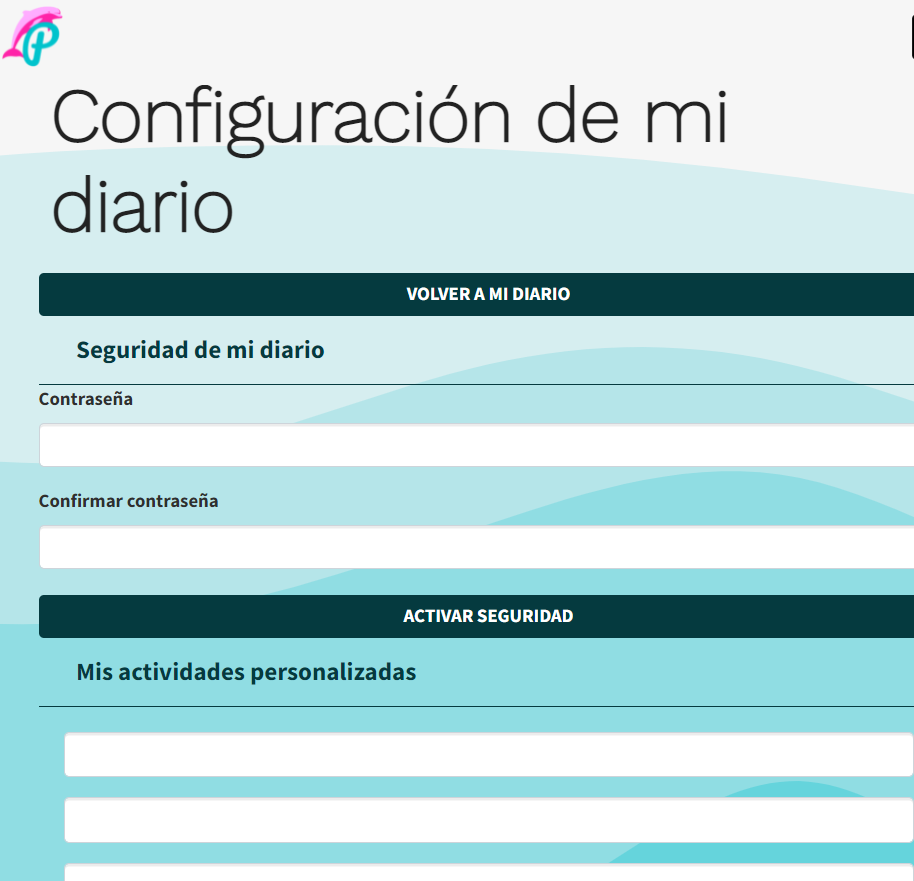 Configuración de mi
diario
VOLVER A MI DIARIO
Seguridad de mi diario
Contraseña
Confirmar contraseña
ACTIVAR SEGURIDAD
Mis actividades personalizadas